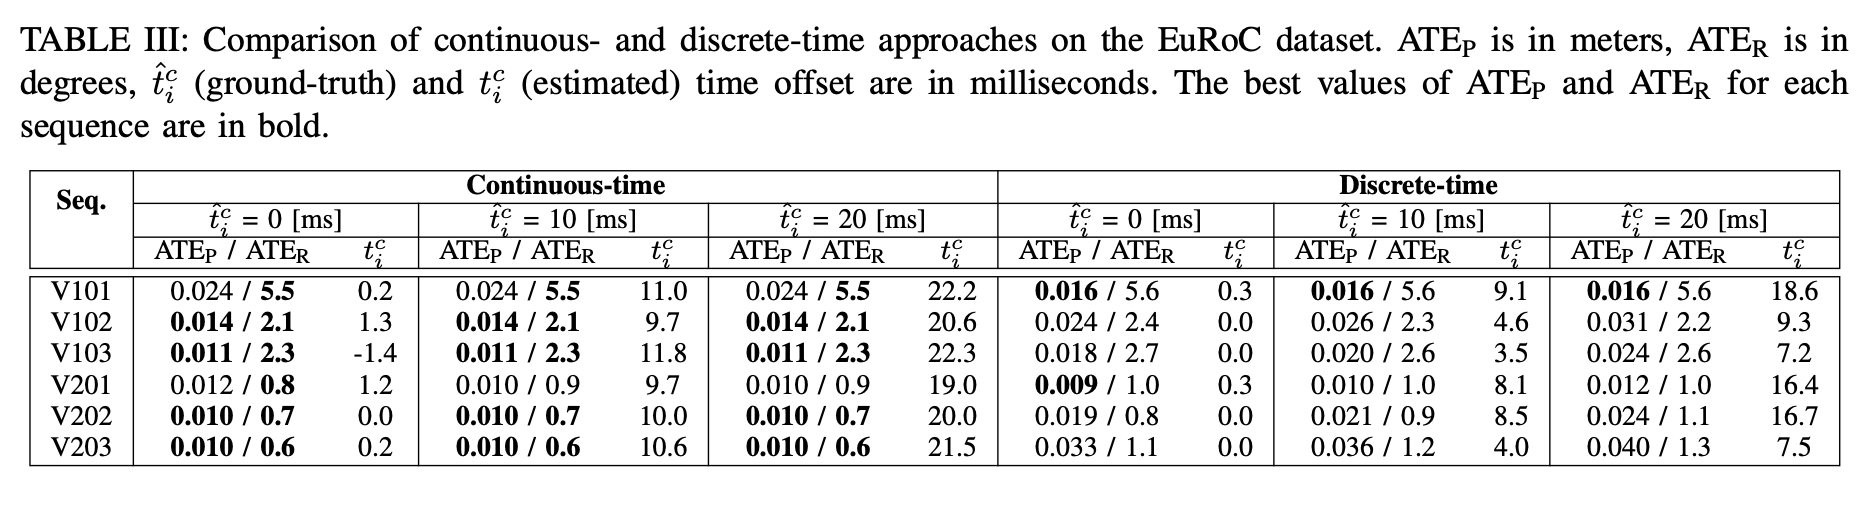 TABLE III: Comparison of continuous- and discrete-time approaches on the EuRoC dataset. ATE_P is in meters, ATE_R is in
degrees, t̂_i^c (ground-truth) and t_i^c (estimated) time offset are in milliseconds. The best values of ATE_P and ATE_R for each
sequence are in bold.
Seq. Continuous-time Discrete-time
t̂_i^c = 0 [ms] t̂_i^c = 10 [ms] t̂_i^c = 20 [ms] t̂_i^c = 0 [ms] t̂_i^c = 10 [ms] t̂_i^c = 20 [ms]
ATE_P / ATE_R t_i^c ATE_P / ATE_R t_i^c ATE_P / ATE_R t_i^c ATE_P / ATE_R t_i^c ATE_P / ATE_R t_i^c ATE_P / ATE_R t_i^c
V101 0.024 / 5.5 0.2 0.024 / 5.5 11.0 0.024 / 5.5 22.2 0.016 / 5.6 0.3 0.016 / 5.6 9.1 0.016 / 5.6 18.6
V102 0.014 / 2.1 1.3 0.014 / 2.1 9.7 0.014 / 2.1 20.6 0.024 / 2.4 0.0 0.026 / 2.3 4.6 0.031 / 2.2 9.3
V103 0.011 / 2.3 -1.4 0.011 / 2.3 11.8 0.011 / 2.3 22.3 0.018 / 2.7 0.0 0.020 / 2.6 3.5 0.024 / 2.6 7.2
V201 0.012 / 0.8 1.2 0.010 / 0.9 9.7 0.010 / 0.9 19.0 0.009 / 1.0 0.3 0.010 / 1.0 8.1 0.012 / 1.0 16.4
V202 0.010 / 0.7 0.0 0.010 / 0.7 10.0 0.010 / 0.7 20.0 0.019 / 0.8 0.0 0.021 / 0.9 8.5 0.024 / 1.1 16.7
V203 0.010 / 0.6 0.2 0.010 / 0.6 10.6 0.010 / 0.6 21.5 0.033 / 1.1 0.0 0.036 / 1.2 4.0 0.040 / 1.3 7.5